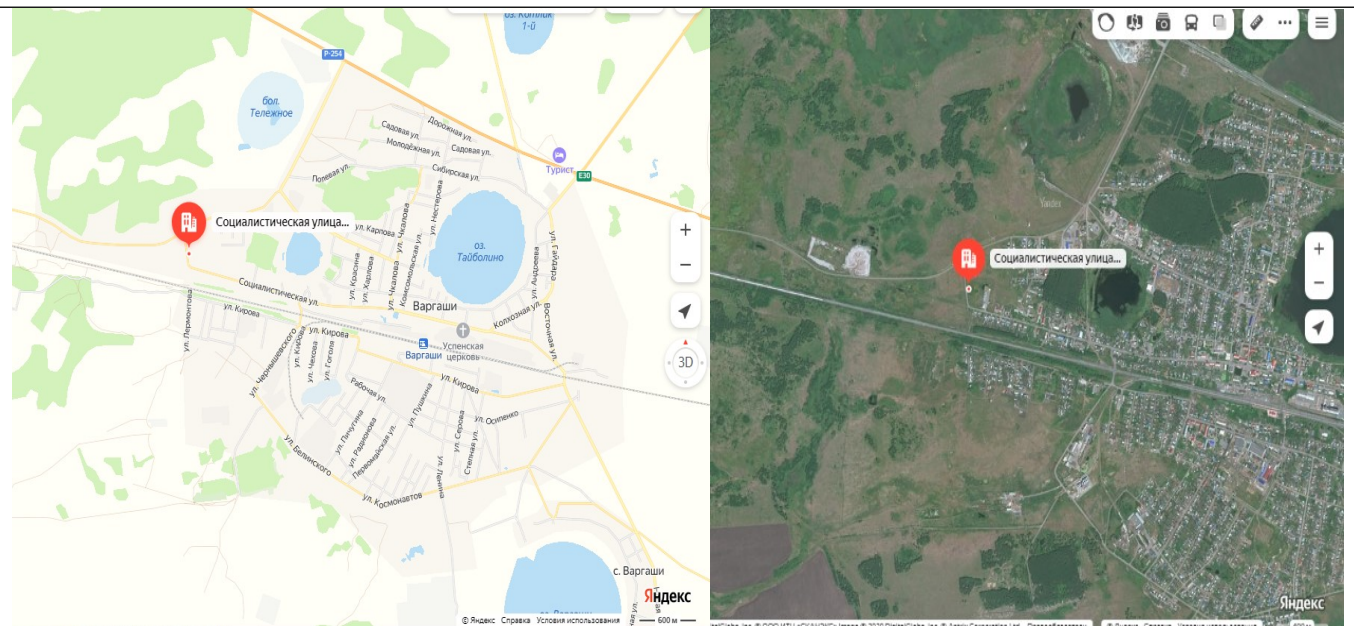 оз. Котлик
1-й
Р-254
бол.
Тележное
Дорожная ул.
Садовая ул.
Молодёжная ул.
Садовая ул.
Турист
Е30
Сибирская ул.
Полевая ул.
ул. Нестерова
Социалистическая улица...
ул. Чкалова
ул. Карпова
оз.
Тайболино
ул. Гайдара
ул. Андреева
ул. Красина
ул. Харлова
ул. Чкалова
Комсомольская ул.
Социалистическая ул.
Варгаши
Колхозная ул.
Восточная ул.
ул. Лермонтова
ул. Кирова
ул. Кирова
Варгаши
Успенская
церковь
3D
ул. Чернышевского
ул. Кирова
ул. Чехова
ул. Гоголя
ул. Кирова
Рабочая ул.
ул. Пушкина
ул. Пичугина
ул. Радионова
Первомайская ул.
ул. Серова
Степная ул.
ул. Осипенко
ул. Белинского
ул. Ленина
ул. Космонавтов
с. Варгаши
Яндекс
© Яндекс Справка Условия использования 600 м
Yandex
Социалистическая улица...
Яндекс